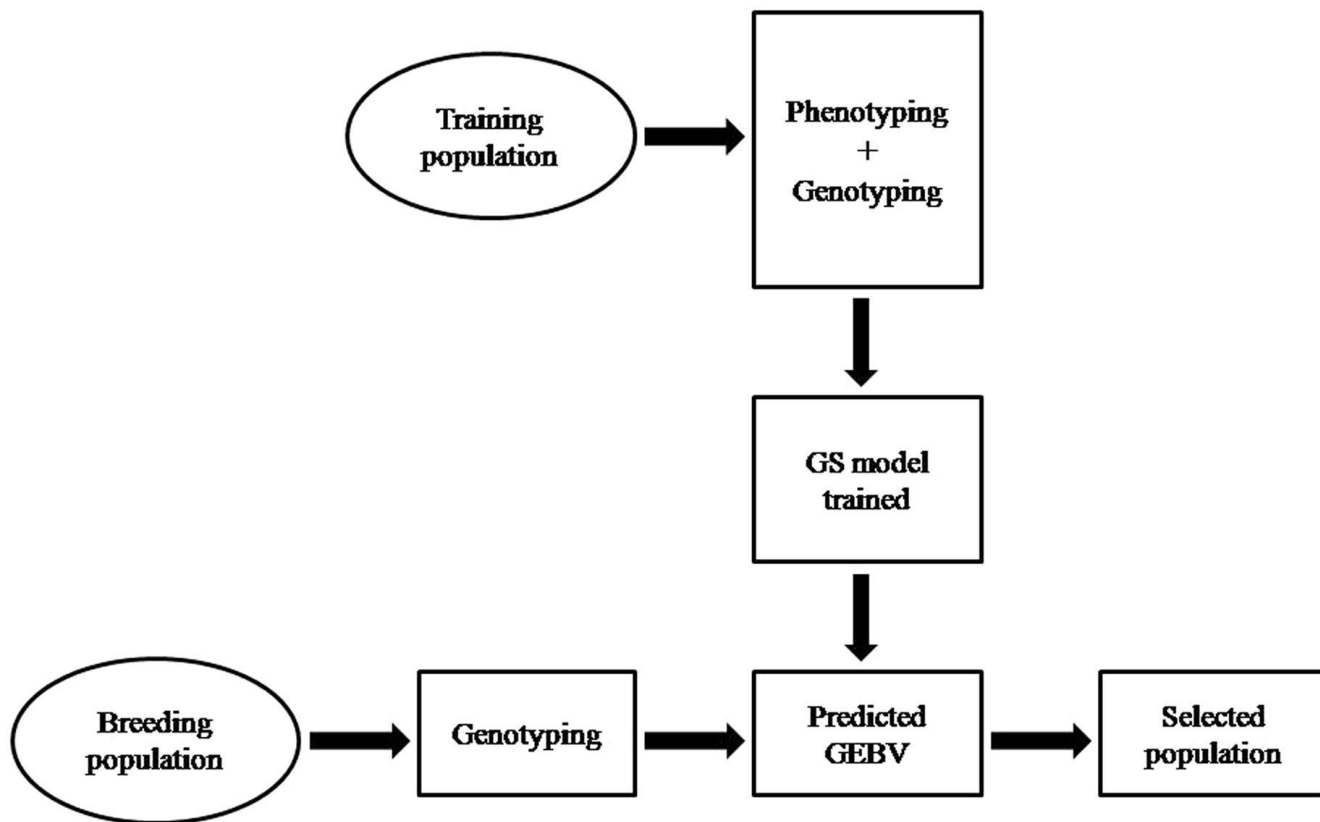 Training
population
Phenotyping
+
Genotyping
GS model
trained
Breeding
population
Genotyping
Predicted
GEBV
Selected
population